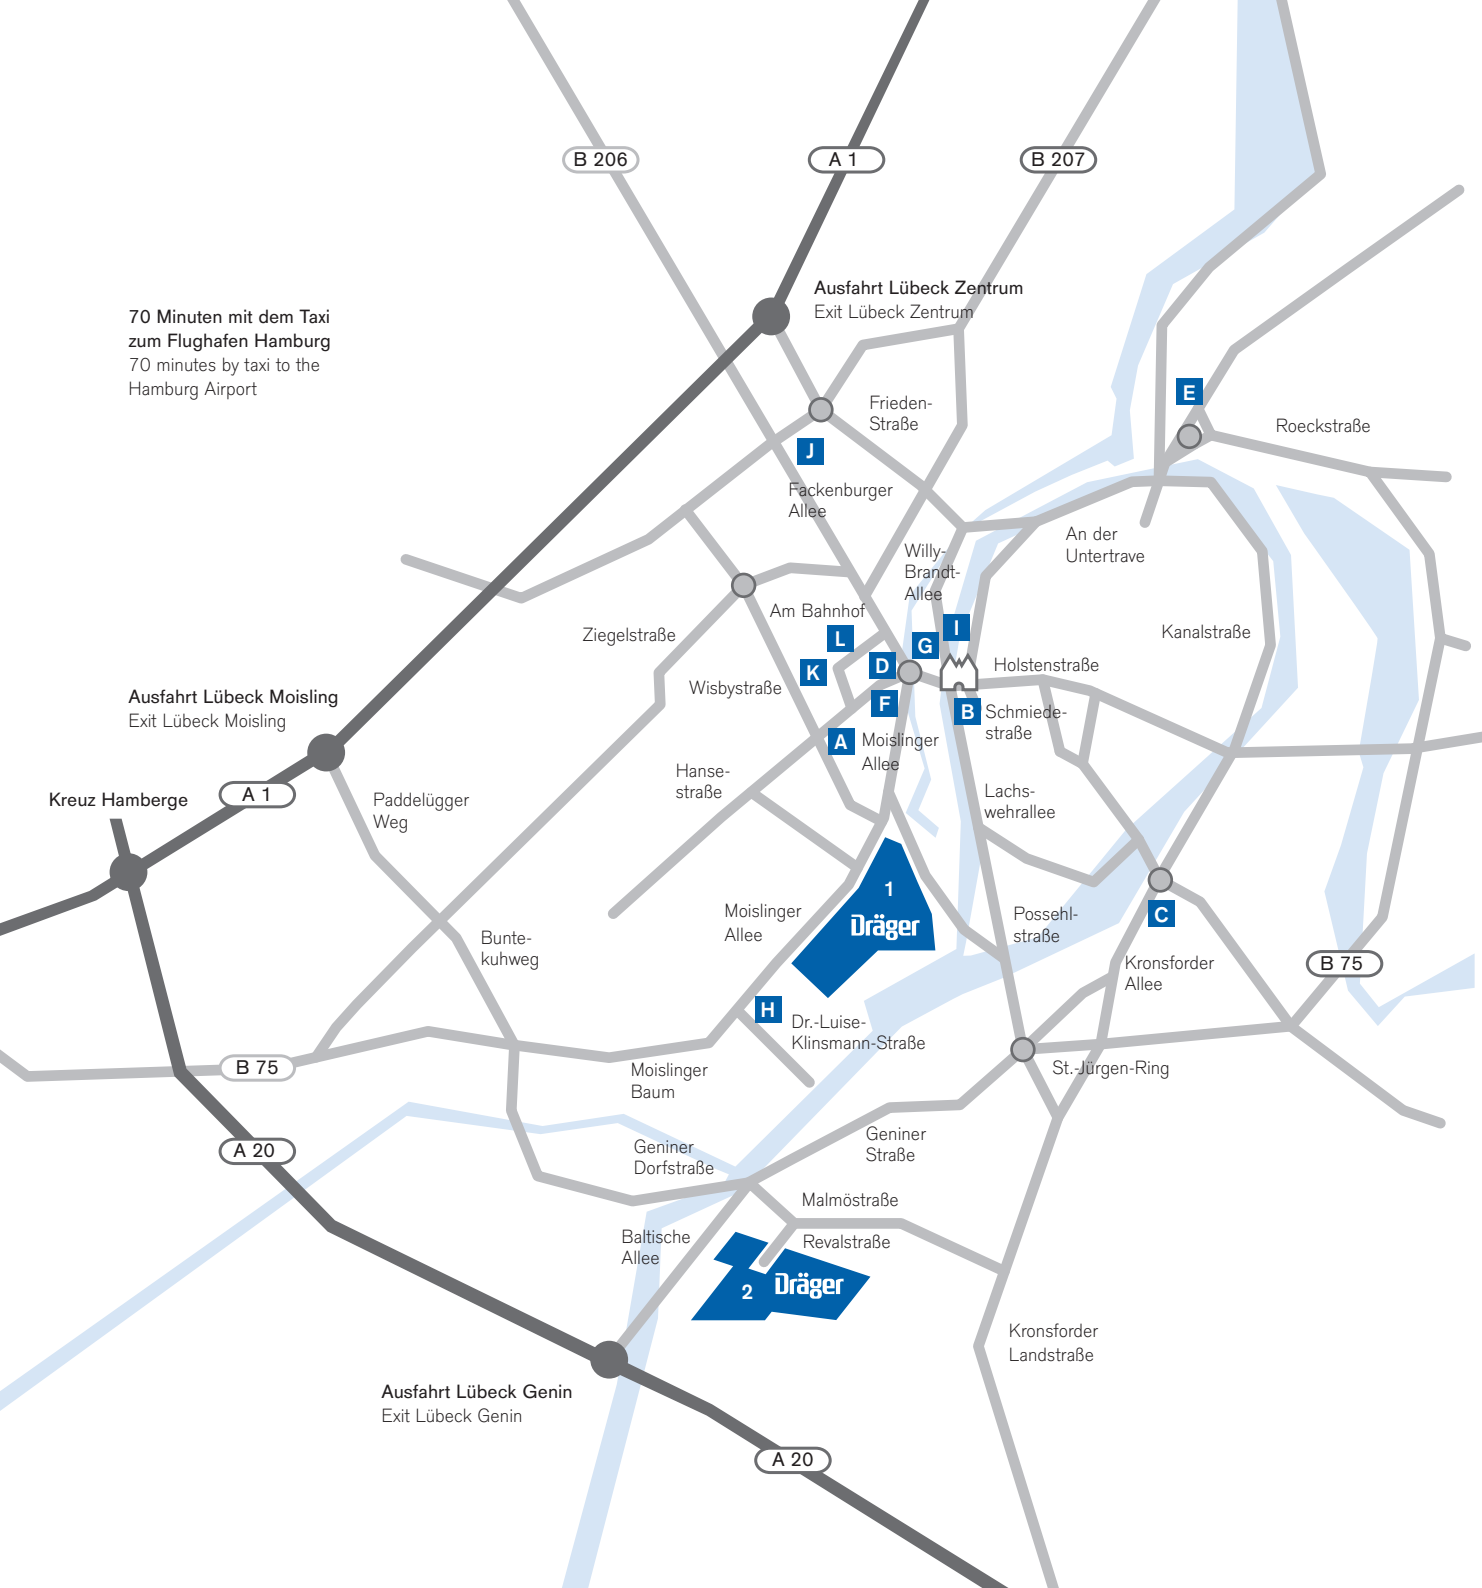 B 206
A 1
B 207
Ausfahrt Lübeck Zentrum
Exit Lübeck Zentrum
70 Minuten mit dem Taxi
zum Flughafen Hamburg
70 minutes by taxi to the
Hamburg Airport
E
Frieden-
Straße
Roeckstraße
J
Fackenburger
Allee
An der
Untertrave
Willy-
Brandt-
Allee
Am Bahnhof
Ziegelstraße
L
G
I
Kanalstraße
K
D
Holstenstraße
Wisbystraße
F
B
Schmiede-
straße
Ausfahrt Lübeck Moisling
Exit Lübeck Moisling
A
Moislinger
Allee
Hanse-
straße
A 1
Kreuz Hamberge
Paddelügger
Weg
Lachs-
wehrallee
1
Dräger
Moislinger
Allee
Possehl-
straße
C
Bunte-
kuhweg
Kronsforder
Allee
B 75
H
Dr.-Luise-
Klinsmann-Straße
B 75
Moislinger
Baum
St.-Jürgen-Ring
A 20
Geniner
Dorfstraße
Geniner
Straße
Malmöstraße
Baltische
Allee
Revalstraße
2
Dräger
Kronsforder
Landstraße
Ausfahrt Lübeck Genin
Exit Lübeck Genin
A 20